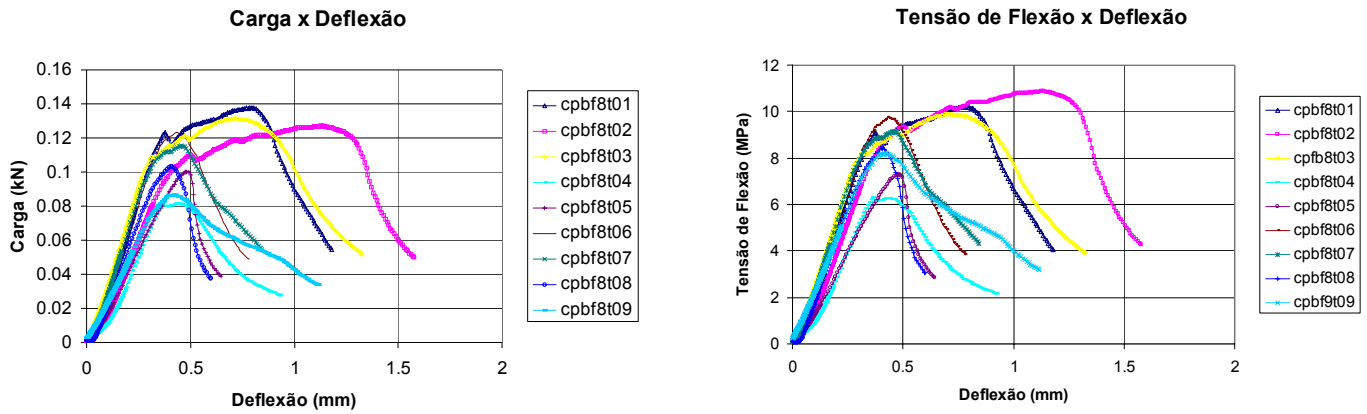 Carga x Deflexão
Carga (kN)
0.16
0.14
0.12
0.1
0.08
0.06
0.04
0.02
0
0
0.5
1
1.5
2
Deflexão (mm)
cpbf8t01
cpbf8t02
cpbf8t03
cpbf8t04
cpbf8t05
cpbf8t06
cpbf8t07
cpbf8t08
cpbf8t09
Tensão de Flexão x Deflexão
Tensão de Flexão (MPa)
12
10
8
6
4
2
0
0
0.5
1
1.5
2
Deflexão (mm)
cpbf8t01
cpbf8t02
cpfb8t03
cpbf8t04
cpbf8t05
cpbf8t06
cpbf8t07
cpbf8t08
cpbf9t09